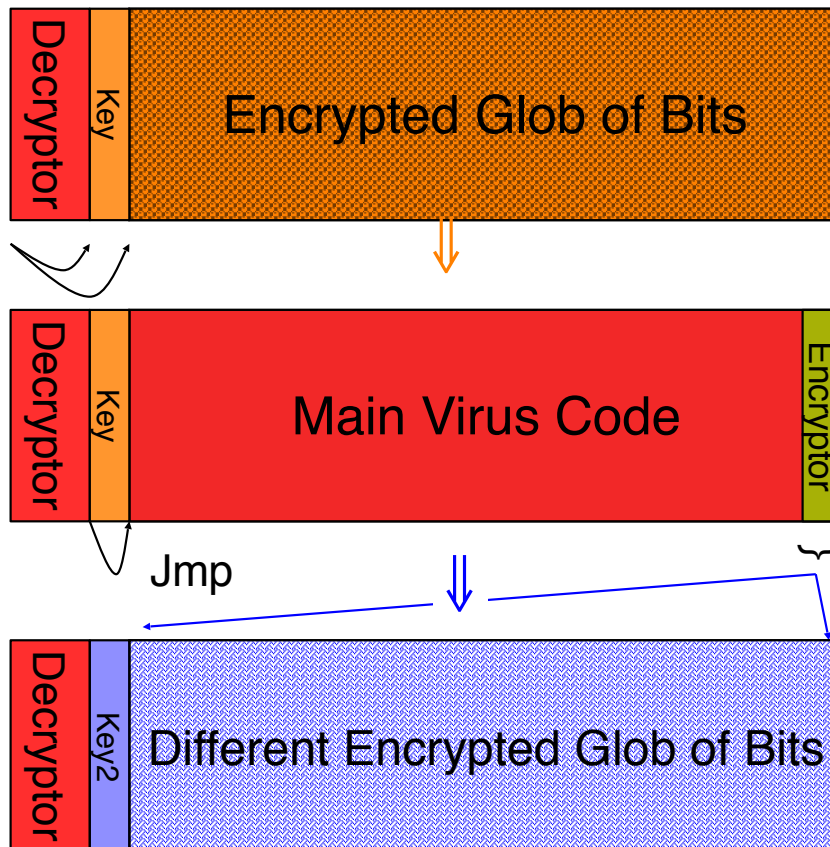 Decryptor
Key
Encrypted Glob of Bits
Decryptor
Key
Main Virus Code
Encryptor
Jmp
{
Decryptor
Key2
Different Encrypted Glob of Bits